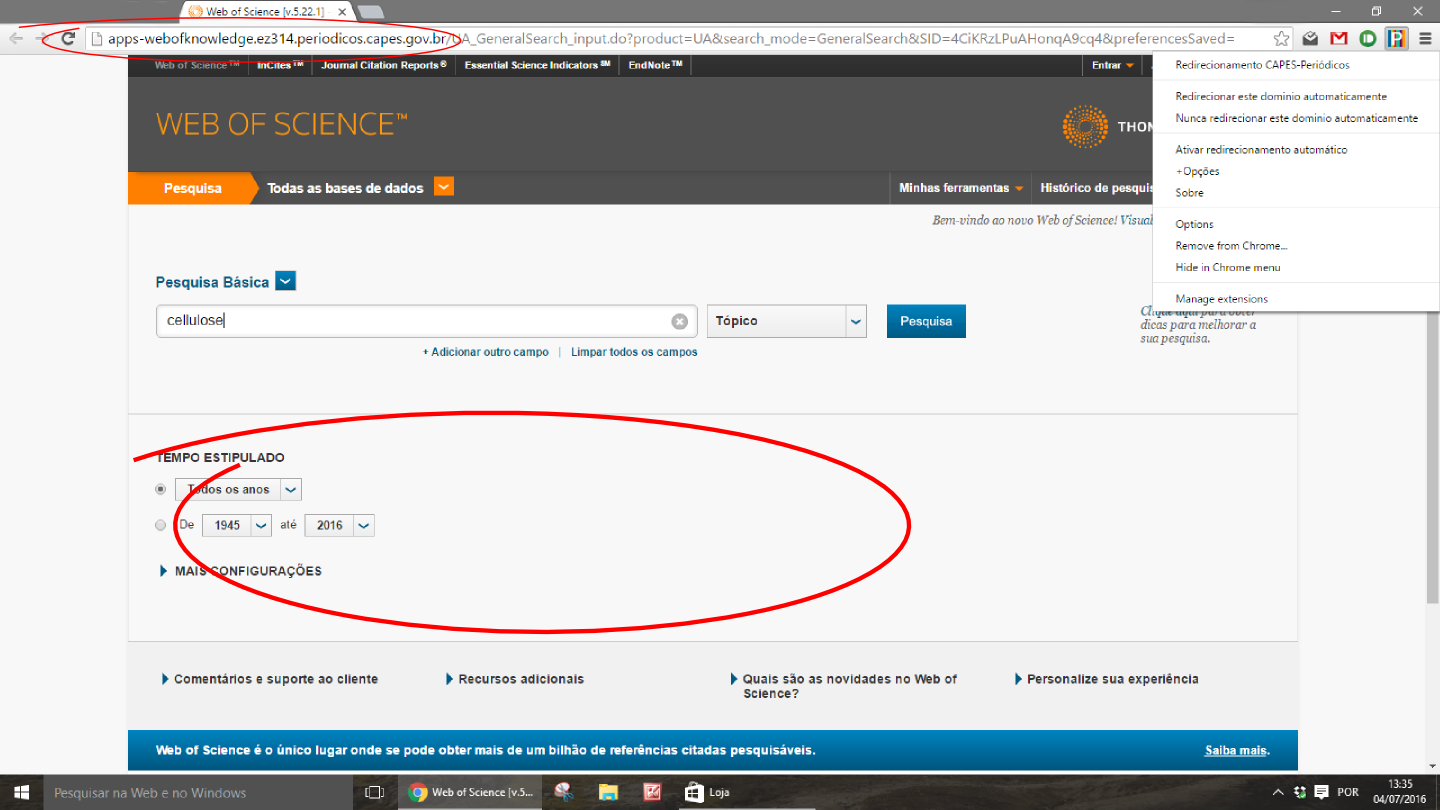 Web of Science [v.5.22.1] -
apps-webofknowledge.ez314.periodicos.capes.gov.br/UA_GeneralSearch_input.do?product=UA&search_mode=GeneralSearch&SID=4CiKRzLPuAHonqA9cq4&preferencesSaved=
Web of Science™ InCites™ Journal Citation Reports® Essential Science Indicators℠ EndNote™ Entrar
Redirecionamento CAPES-Periódicos
Redirecionar este dominio automaticamente
Nunca redirecionar este dominio automaticamente
Ativar redirecionamento automático
+Opções
Sobre
Options
Remove from Chrome...
Hide in Chrome menu
Manage extensions
WEB OF SCIENCE™
THOM
Pesquisa Todas as bases de dados Minhas ferramentas Histórico de pesquis
Bem-vindo ao novo Web of Science! Visual
Pesquisa Básica
cellulose Tópico Pesquisa
+ Adicionar outro campo | Limpar todos os campos
Clique aqui para obter
dicas para melhorar a
sua pesquisa.
TEMPO ESTIPULADO
Todos os anos
De 1945 até 2016
MAIS CONFIGURAÇÕES
Comentários e suporte ao cliente
Recursos adicionais
Quais são as novidades no Web of
Science?
Personalize sua experiência
Web of Science é o único lugar onde se pode obter mais de um bilhão de referências citadas pesquisáveis. Saiba mais.
Pesquisar na Web e no Windows
Web of Science [v.5...
Loja
POR
13:35
04/07/2016